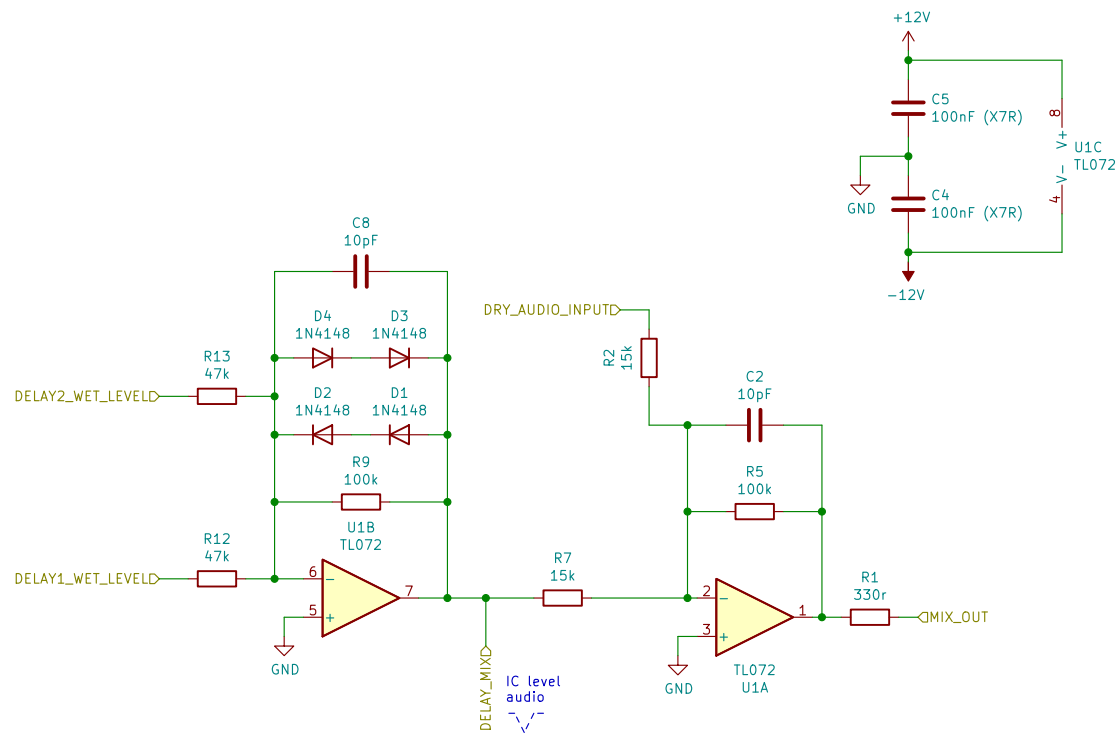 +12V
C5
100nF (X7R)
8
V+
U1C
TL072
V-
4
GND
C4
100nF (X7R)
-12V
C8
10pF
D4
1N4148
D3
1N4148
DRY_AUDIO_INPUT
R2
15k
R13
47k
DELAY2_WET_LEVEL
D2
1N4148
D1
1N4148
C2
10pF
R9
100k
R5
100k
U1B
TL072
R12
47k
DELAY1_WET_LEVEL
6
-
7
5
+
GND
R7
15k
2
-
1
3
+
GND
R1
330r
MIX_OUT
TL072
U1A
DELAY_MIX
IC level
audio